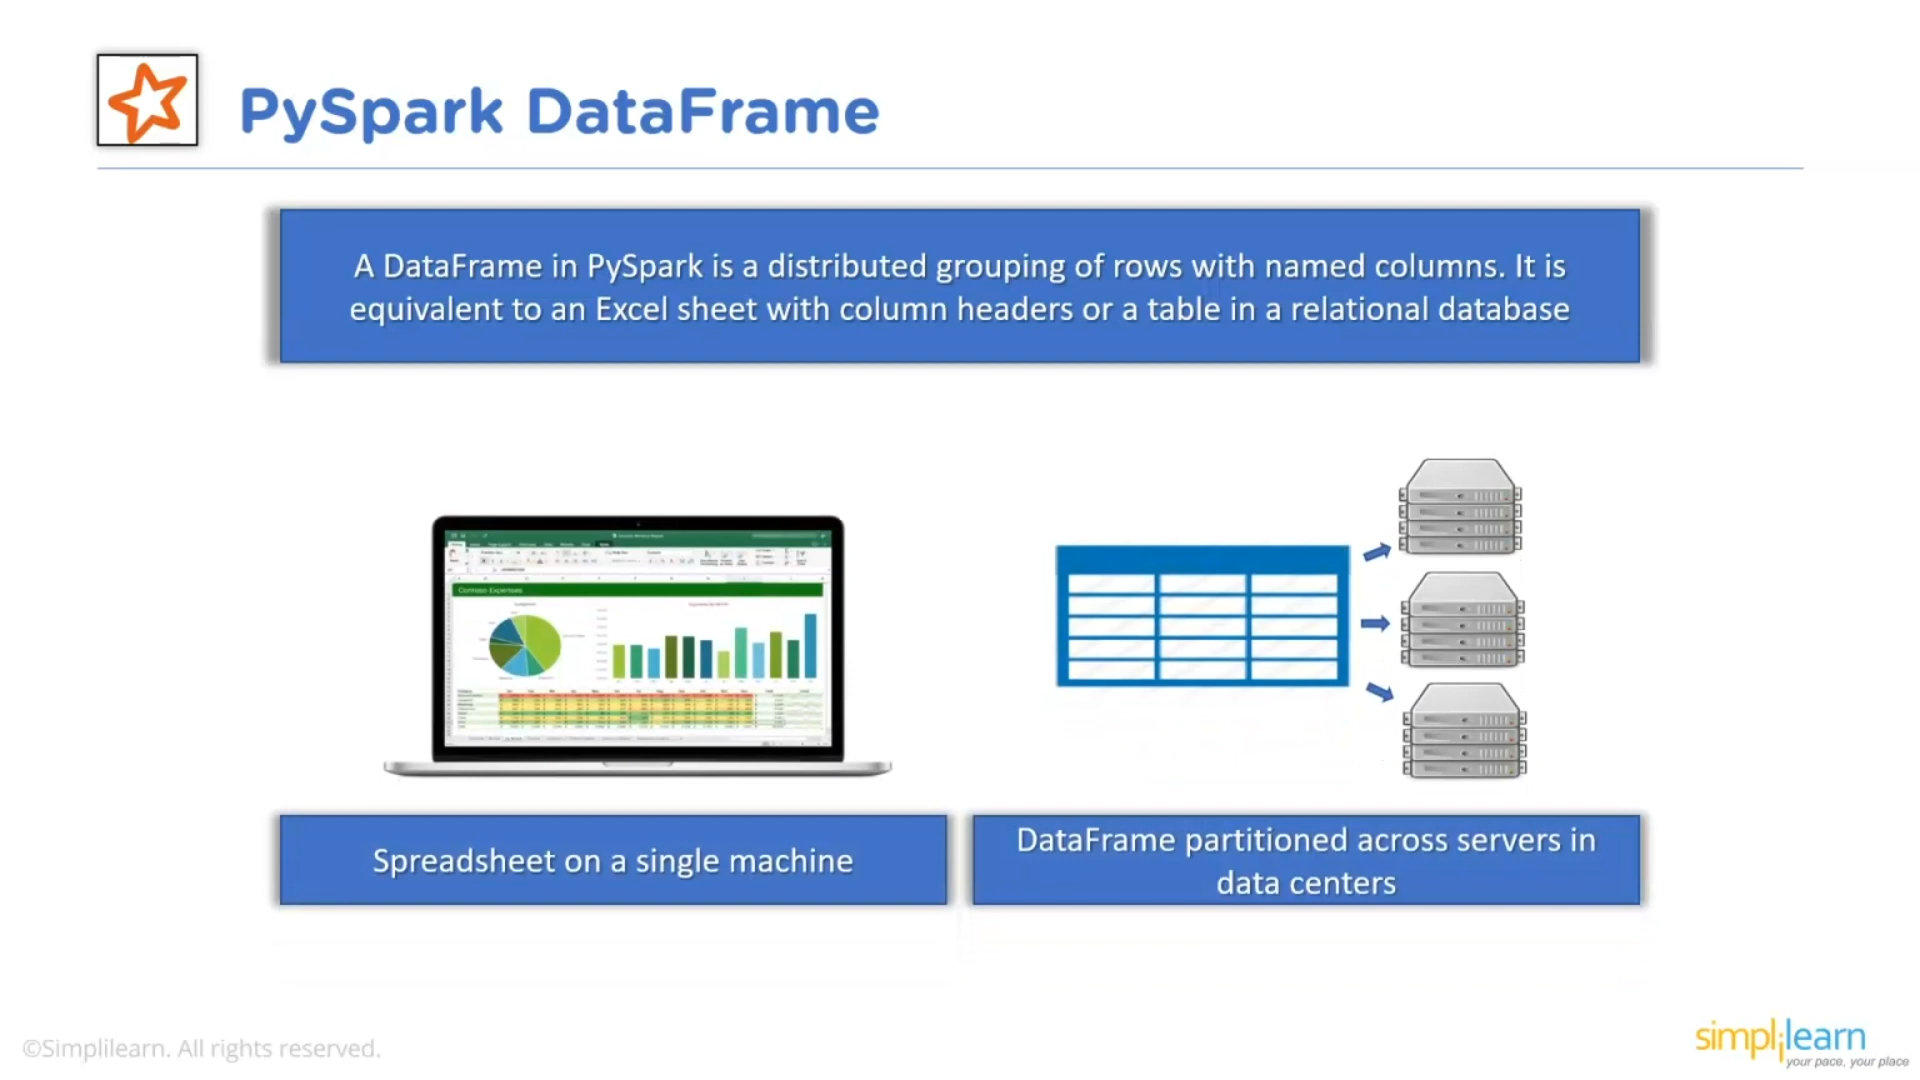 PySpark DataFrame
A DataFrame in PySpark is a distributed grouping of rows with named columns. It is
equivalent to an Excel sheet with column headers or a table in a relational database
Contoso Expenses
Spreadsheet on a single machine
DataFrame partitioned across servers in
data centers
©Simplilearn. All rights reserved.
simplilearn
your pace, your place